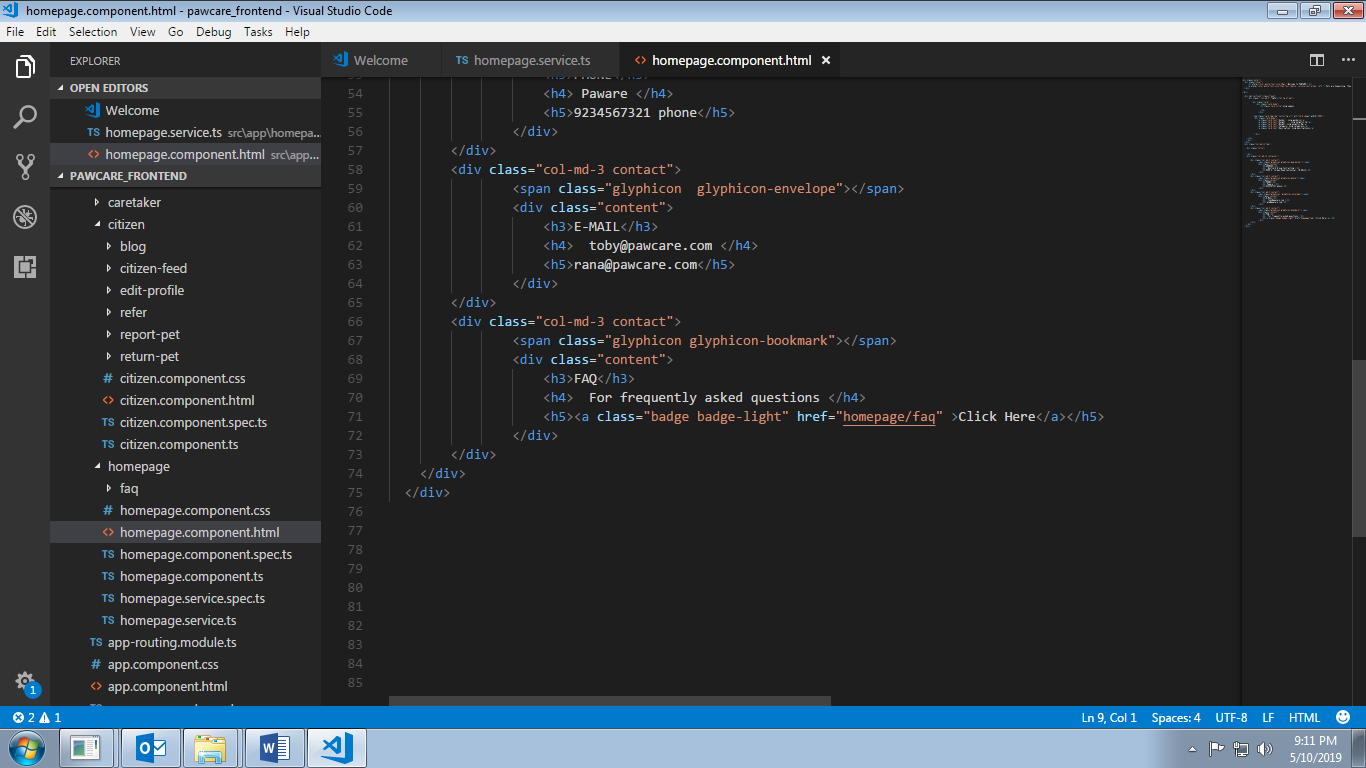 homepage.component.html - pawcare_frontend - Visual Studio Code
File Edit Selection View Go Debug Tasks Help
EXPLORER
OPEN EDITORS
Welcome
TS homepage.service.ts src\app\homepa...
<> homepage.component.html src\app...
PAWCARE_FRONTEND
caretaker
citizen
blog
citizen-feed
edit-profile
refer
report-pet
return-pet
# citizen.component.css
<> citizen.component.html
TS citizen.component.spec.ts
TS citizen.component.ts
homepage
faq
# homepage.component.css
<> homepage.component.html
TS homepage.component.spec.ts
TS homepage.component.ts
TS homepage.service.spec.ts
TS homepage.service.ts
TS app-routing.module.ts
# app.component.css
<> app.component.html
1
Welcome TS homepage.service.ts <> homepage.component.html ×
54 <h4> Paware </h4>
55 <h5>9234567321 phone</h5>
56 </div>
57 </div>
58 <div class="col-md-3 contact">
59 <span class="glyphicon  glyphicon-envelope"></span>
60 <div class="content">
61 <h3>E-MAIL</h3>
62 <h4>  toby@pawcare.com </h4>
63 <h5>rana@pawcare.com</h5>
64 </div>
65 </div>
66 <div class="col-md-3 contact">
67 <span class="glyphicon glyphicon-bookmark"></span>
68 <div class="content">
69 <h3>FAQ</h3>
70 <h4>  For frequently asked questions </h4>
71 <h5><a class="badge badge-light" href="homepage/faq" >Click Here</a></h5>
72 </div>
73 </div>
74 </div>
75 </div>
76
77
78
79
80
81
82
83
84
85
2 1 Ln 9, Col 1 Spaces: 4 UTF-8 LF HTML
9:11 PM
5/10/2019